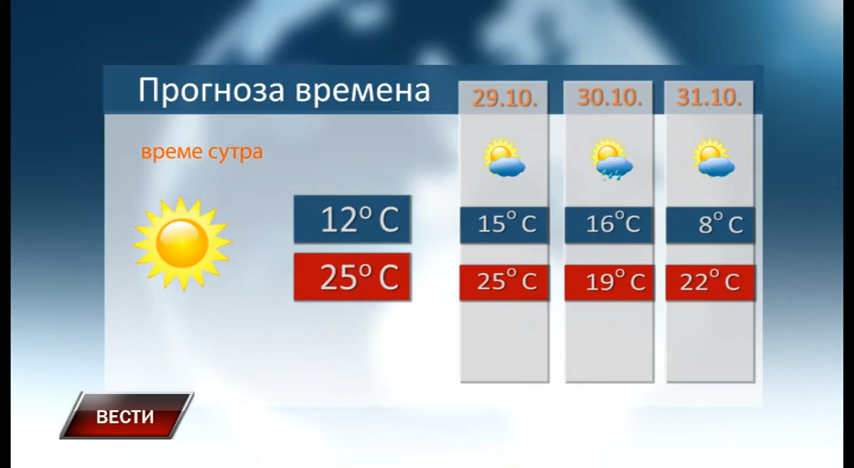 Прогноза времена
време сутра
12° C
25° C
29.10. 30.10. 31.10.
15° C 16°C 8° C
25° C 19° C 22° C
ВЕСТИ